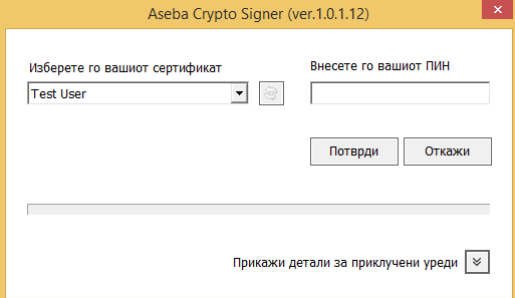 Aseba Crypto Signer (ver.1.0.1.12)
Изберете го вашиот сертификат
Внесете го вашиот ПИН
Test User
Потврди
Откажи
Прикажи детали за приклучени уреди